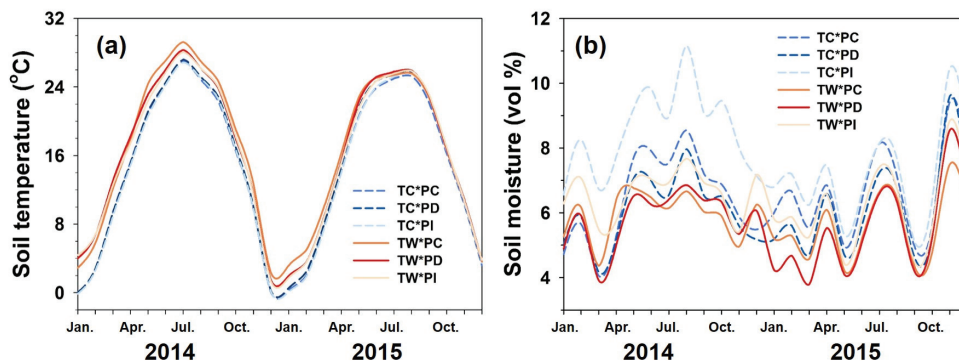 (a)
Soil temperature (°C)
32
24
16
8
0
TC*PC
TC*PD
TC*PI
TW*PC
TW*PD
TW*PI
Jan. Apr. Jul. Oct. Jan. Apr. Jul. Oct.
2014 2015
(b)
Soil moisture (vol %)
12
10
8
6
4
TC*PC
TC*PD
TC*PI
TW*PC
TW*PD
TW*PI
Jan. Apr. Jul. Oct. Jan. Apr. Jul. Oct.
2014 2015